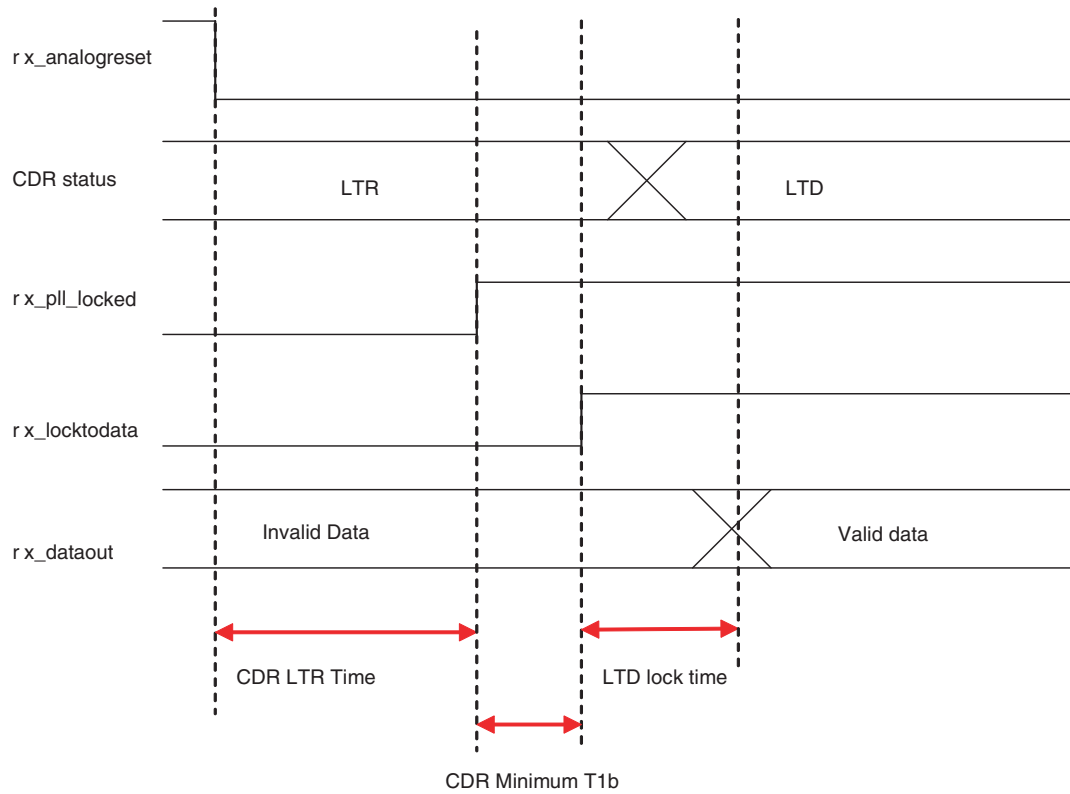 r x_analogreset
CDR status
LTR
LTD
r x_pll_locked
r x_locktodata
Invalid Data
Valid data
r x_dataout
CDR LTR Time
LTD lock time
CDR Minimum T1b